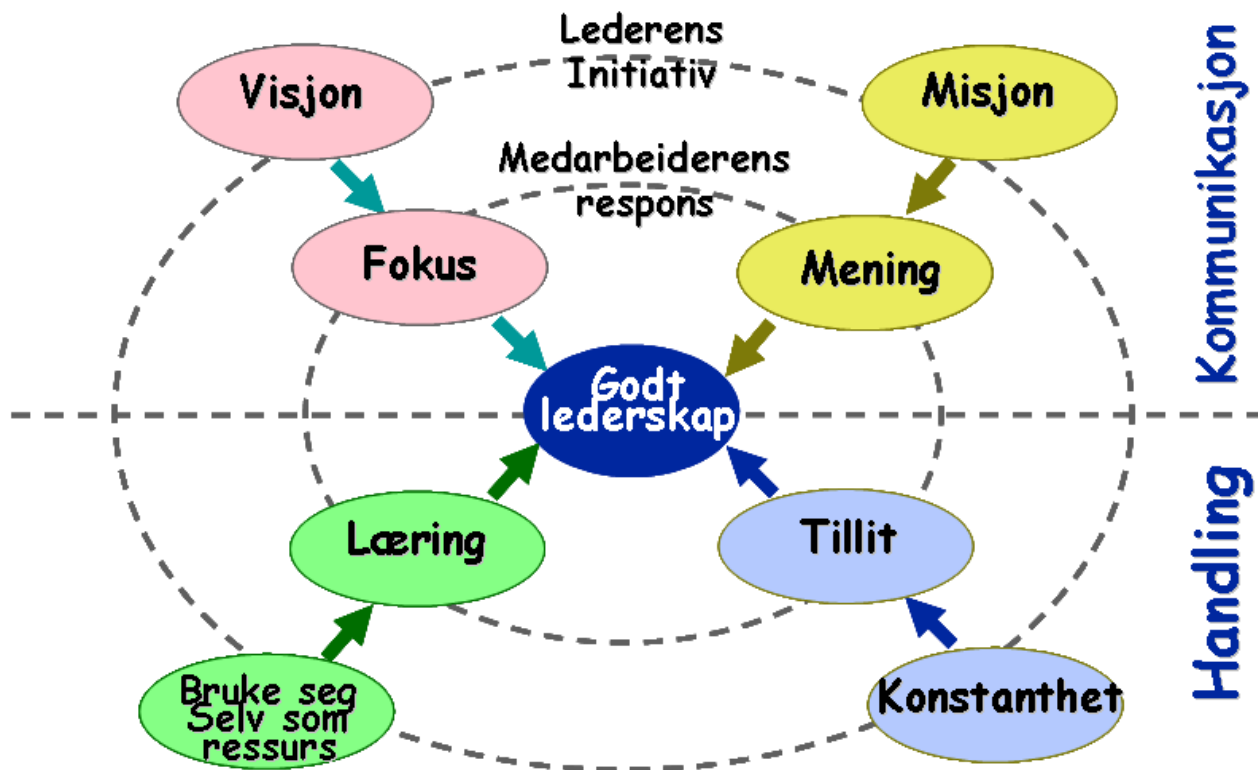 Lederens
Initiativ
Visjon
Misjon
Medarbeiderens
respons
Fokus
Mening
Godt
lederskap
Læring
Tillit
Bruke seg
Selv som
ressurs
Konstanthet
Kommunikasjon
Handling